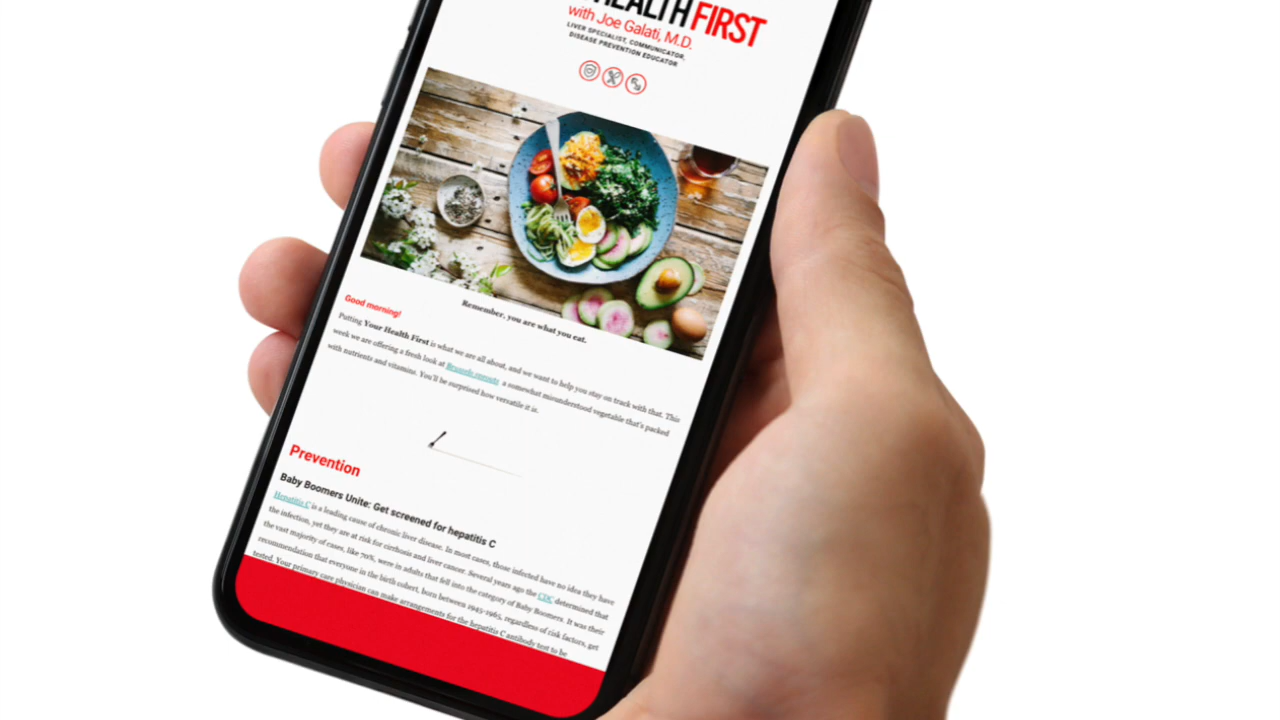 HEALTH FIRST
with Joe Galati, M.D.
LIVER SPECIALIST, COMMUNICATOR,
DISEASE PREVENTION EDUCATOR
Remember, you are what you eat.
Good morning!
Putting Your Health First is what we are all about, and we want to help you stay on track with that. This
week we are offering a fresh look at Brussels sprouts a somewhat misunderstood vegetable that's packed
with nutrients and vitamins. You'll be surprised how versatile it is.
Prevention
Baby Boomers Unite: Get screened for hepatitis C
Hepatitis C is a leading cause of chronic liver disease. In most cases, those infected have no idea they have
the infection, yet they are at risk for cirrhosis and liver cancer. Several years ago the CDC determined that
the vast majority of cases, like 70%, were in adults that fell into the category of Baby Boomers. It was their
recommendation that everyone in the birth cohort, born between 1945-1965, regardless of risk factors, get
tested. Your primary care physician can make arrangements for the hepatitis C antibody test to be